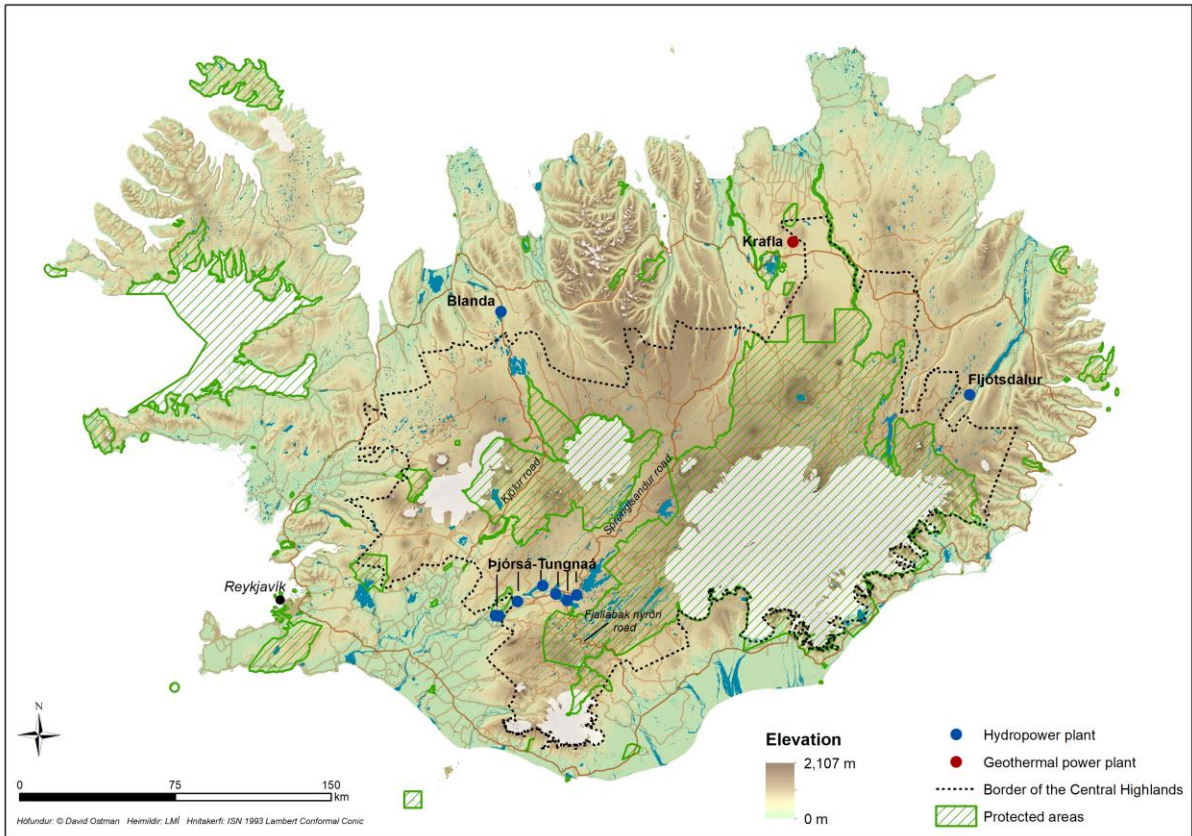 Krafla
Blanda
Fljótsdalur
Kjölur road
Sprengisandur road
Þjórsá-Tungnaá
Reykjavík
Fjallabak nyrðri
road
N
Elevation
2,107 m
0 m
Hydropower plant
Geothermal power plant
Border of the Central Highlands
Protected areas
0 75 150
km
Höfundur: © David Ostman Heimildir: LMÍ Hnitakerfi: ISN 1993 Lambert Conformal Conic